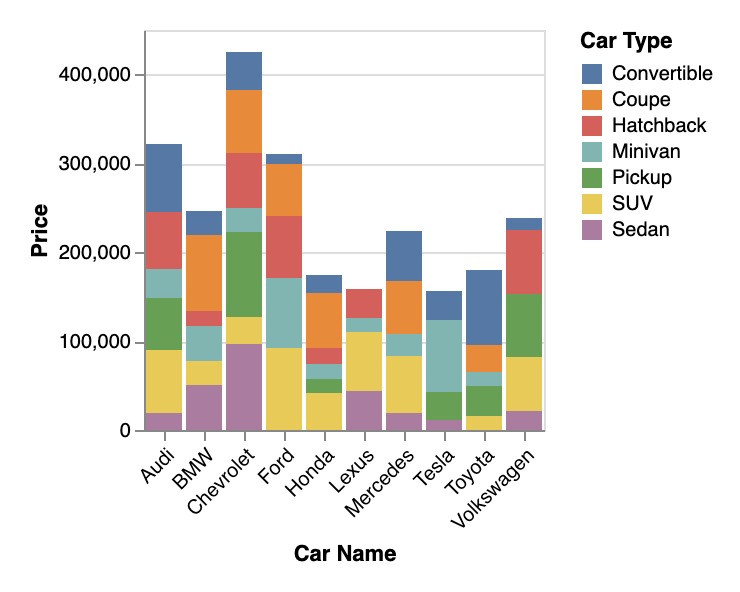 Car Type
Convertible
Coupe
Hatchback
Minivan
Pickup
SUV
Sedan
Price
400,000
300,000
200,000
100,000
0
Audi
BMW
Chevrolet
Ford
Honda
Lexus
Mercedes
Tesla
Toyota
Volkswagen
Car Name